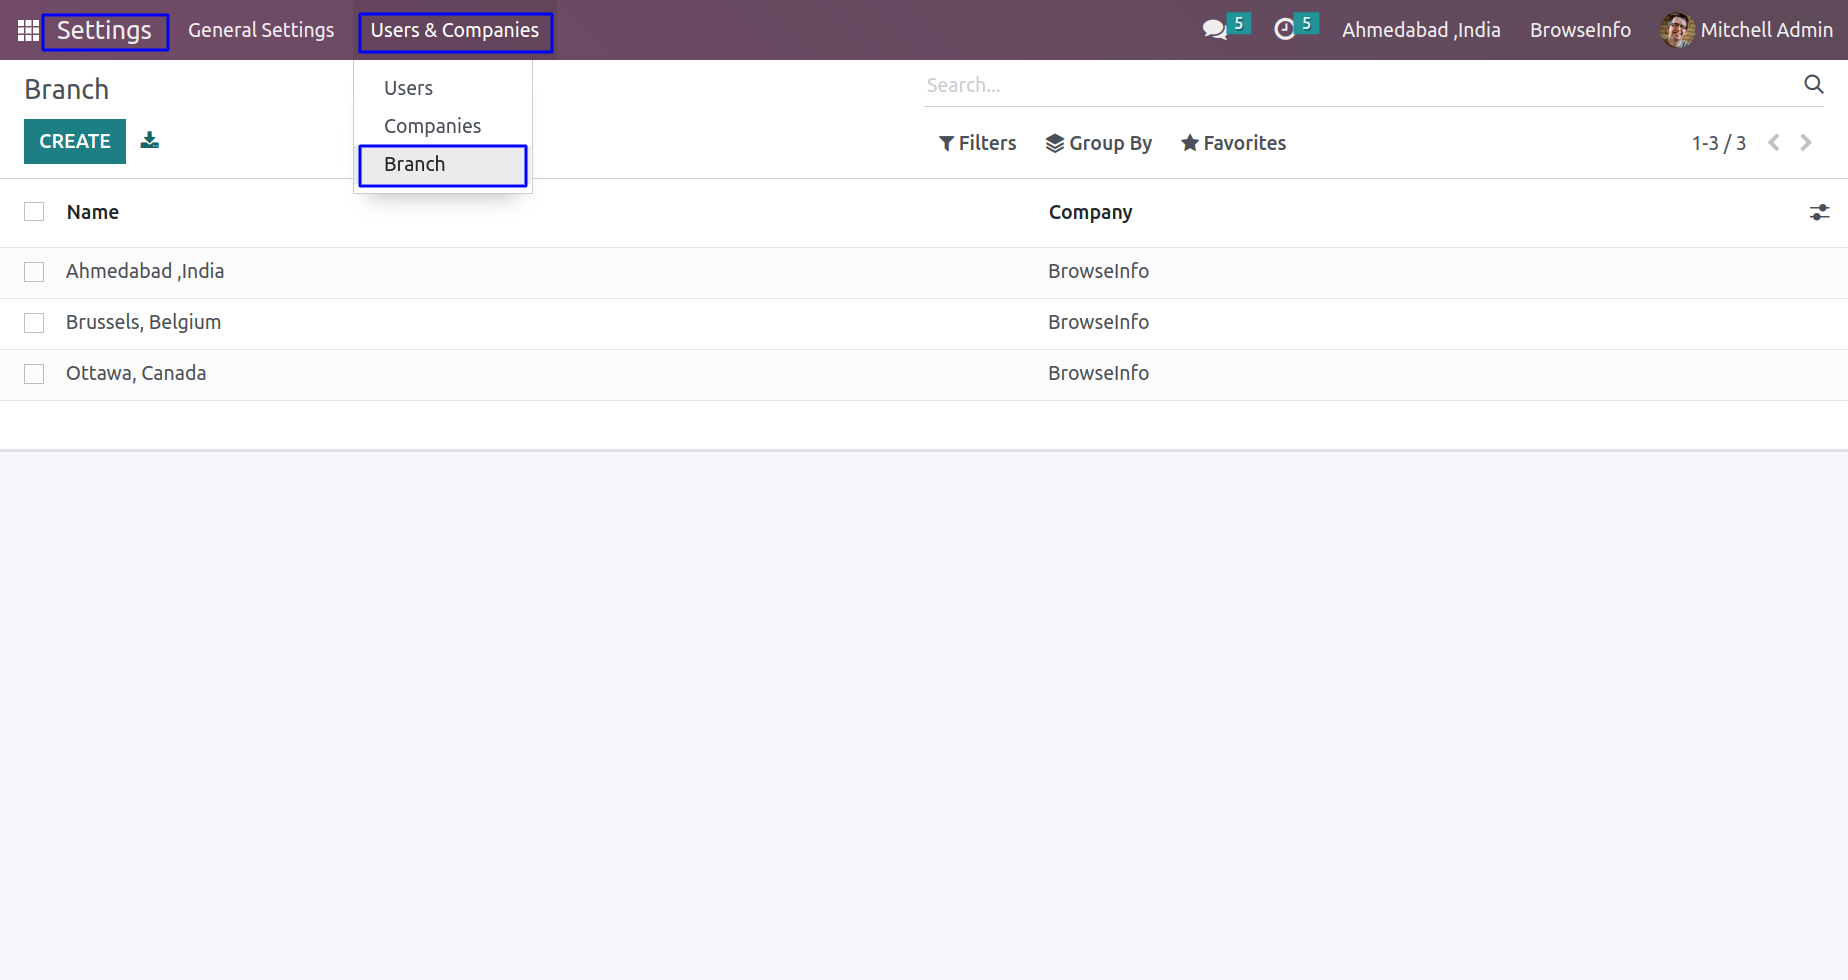 Settings General Settings Users & Companies 5 5 Ahmedabad ,India BrowseInfo Mitchell Admin
Branch
Search...
Users
Companies
Branch
CREATE
Filters Group By Favorites 1-3 / 3
Name Company
Ahmedabad ,India BrowseInfo
Brussels, Belgium BrowseInfo
Ottawa, Canada BrowseInfo